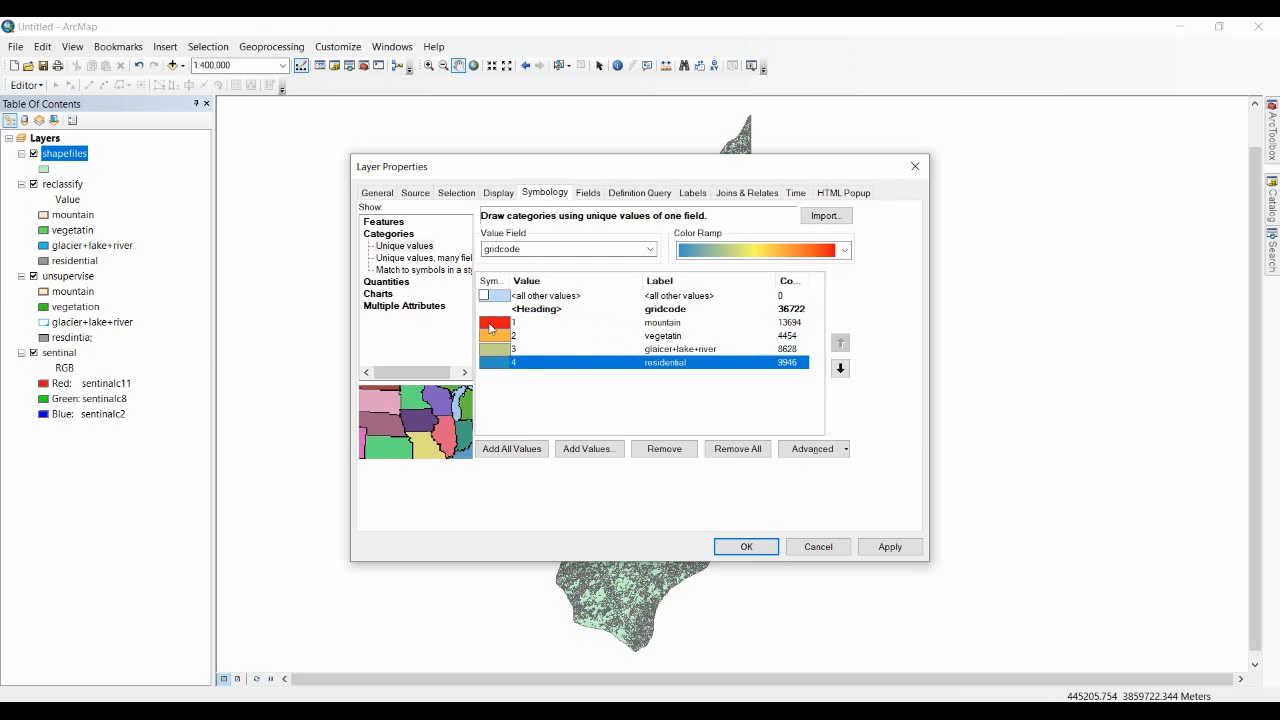 Untitled - ArcMap
File Edit View Bookmarks Insert Selection Geoprocessing Customize Windows Help
1:400,000
Editor
Table Of Contents
Layers
shapefiles
reclassify
Value
mountain
vegetatin
glacier+lake+river
residential
unsupervise
mountain
vegetation
glacier+lake+river
resdintia;
sentinal
RGB
Red: sentinalc11
Green: sentinalc8
Blue: sentinalc2
Layer Properties
General Source Selection Display Symbology Fields Definition Query Labels Joins & Relates Time HTML Popup
Show:
Features
Categories
Unique values
Unique values, many fiel
Match to symbols in a sty
Quantities
Charts
Multiple Attributes
Draw categories using unique values of one field.
Import...
Value Field
gridcode
Color Ramp
Sym... Value Label Co...
<all other values> <all other values> 0
<Heading> gridcode 36722
1 mountain 13694
2 vegetatin 4454
3 glaicer+lake+river 8628
4 residential 9946
Add All Values Add Values... Remove Remove All Advanced
OK Cancel Apply
ArcToolbox
Catalog
Search
445205.754 3859722.344 Meters